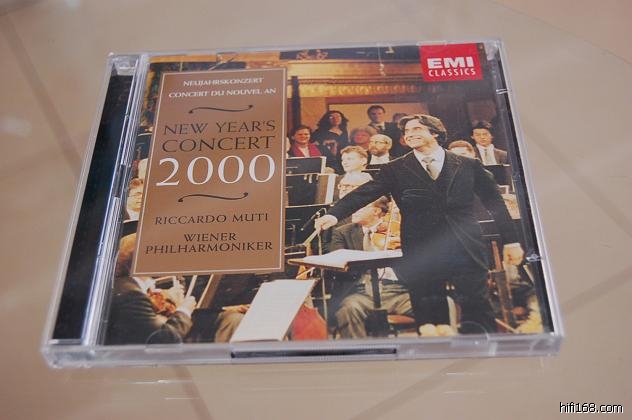 NEUJAHRSKONZERT
CONCERT DU NOUVEL AN
NEW YEAR'S
CONCERT
2000
RICCARDO MUTI
WIENER
PHILHARMONIKER
EMI
CLASSICS
hifi168.com